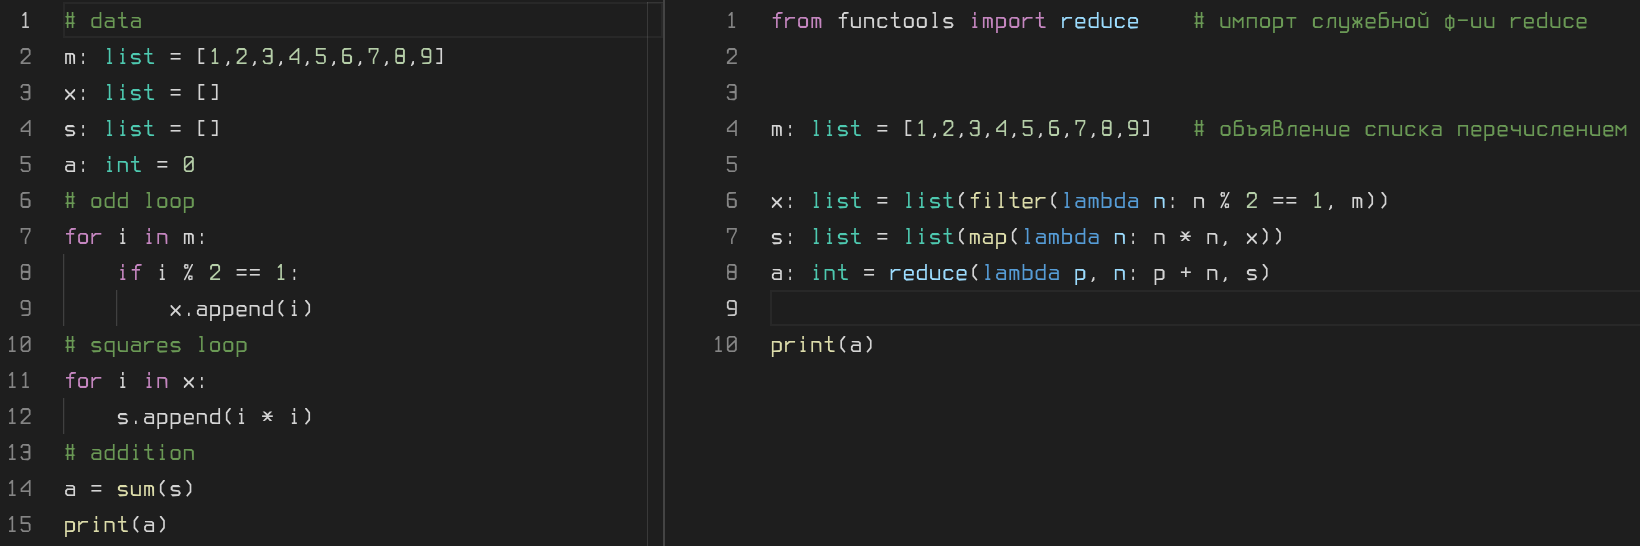 1 # data
2 m: list = [1,2,3,4,5,6,7,8,9]
3 x: list = []
4 s: list = []
5 a: int = 0
6 # odd loop
7 for i in m:
8     if i % 2 == 1:
9         x.append(i)
10 # squares loop
11 for i in x:
12     s.append(i * i)
13 # addition
14 a = sum(s)
15 print(a)
1 from functools import reduce    # импорт служебной ф-ии reduce
2
3
4 m: list = [1,2,3,4,5,6,7,8,9]   # объявление списка перечислением
5
6 x: list = list(filter(lambda n: n % 2 == 1, m))
7 s: list = list(map(lambda n: n * n, x))
8 a: int = reduce(lambda p, n: p + n, s)
9
10 print(a)